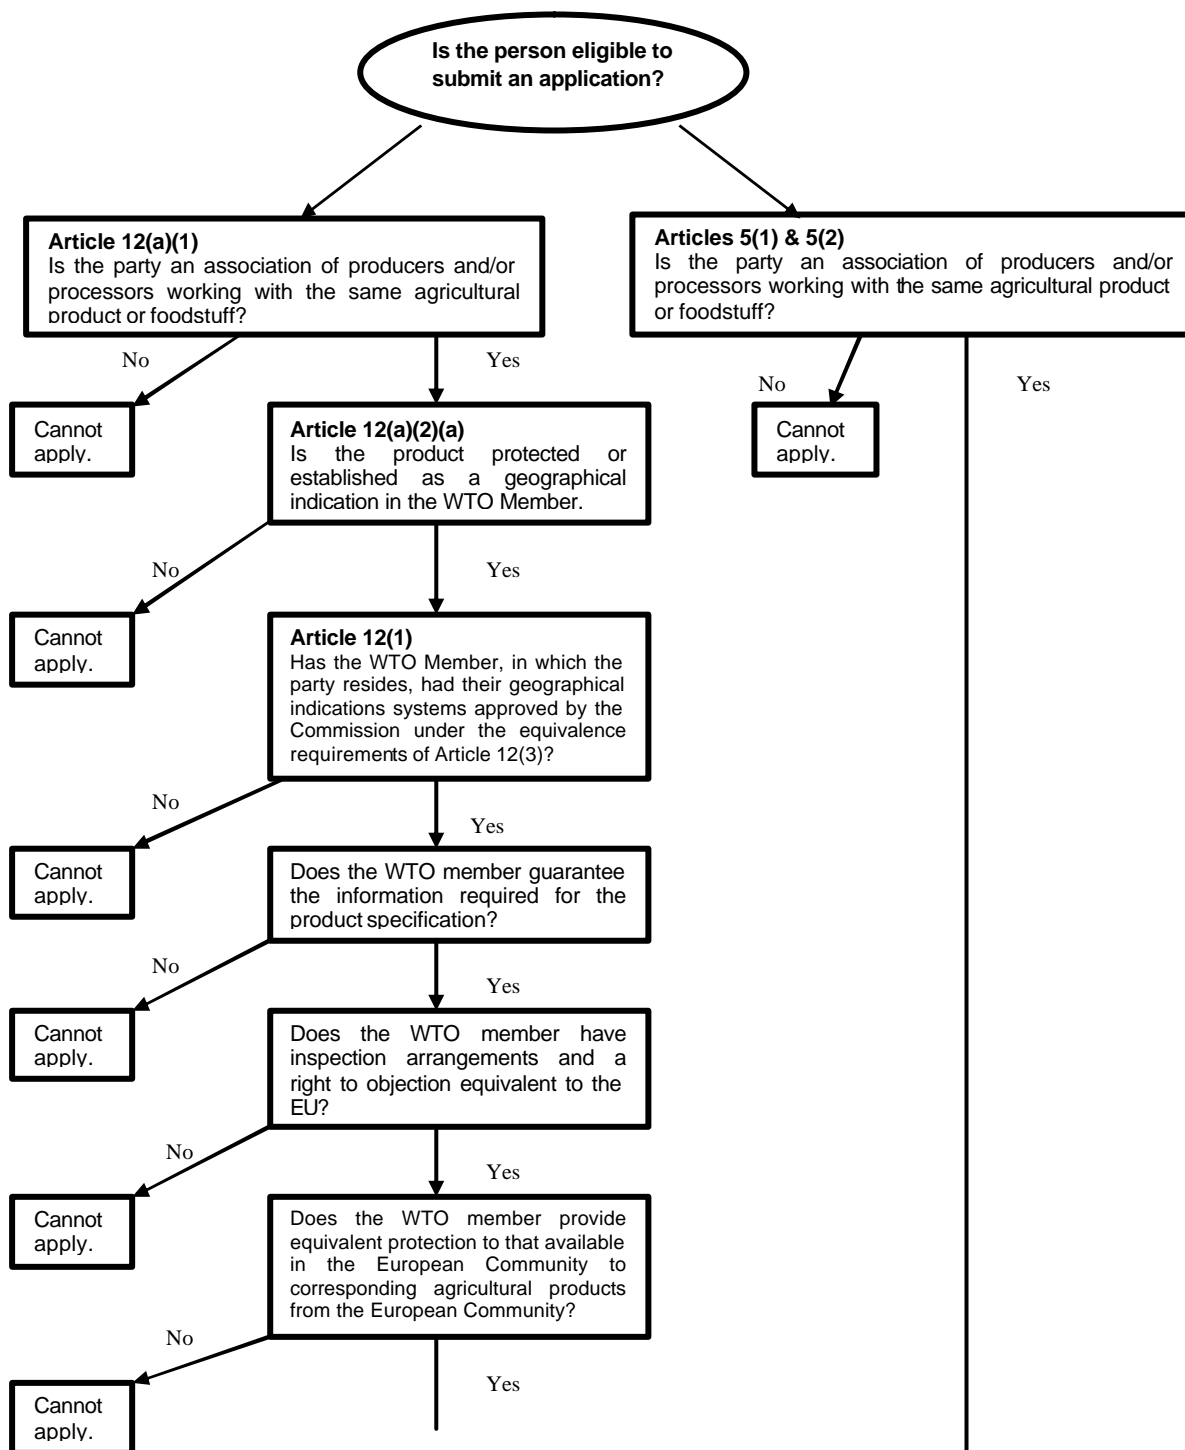 Is the person eligible to
submit an application?
Article 12(a)(1)
Is the party an association of producers and/or
processors working with the same agricultural
product or foodstuff?
Articles 5(1) & 5(2)
Is the party an association of producers and/or
processors working with the same agricultural product
or foodstuff?
No
Yes
No
Yes
Cannot
apply.
Article 12(a)(2)(a)
Is the product protected or
established as a geographical
indication in the WTO Member.
Cannot
apply.
No
Yes
Cannot
apply.
Article 12(1)
Has the WTO Member, in which the
party resides, had their geographical
indications systems approved by the
Commission under the equivalence
requirements of Article 12(3)?
No
Yes
Cannot
apply.
Does the WTO member guarantee
the information required for the
product specification?
No
Yes
Cannot
apply.
Does the WTO member have
inspection arrangements and a
right to objection equivalent to the
EU?
No
Yes
Cannot
apply.
Does the WTO member provide
equivalent protection to that available
in the European Community to
corresponding agricultural products
from the European Community?
No
Yes
Cannot
apply.